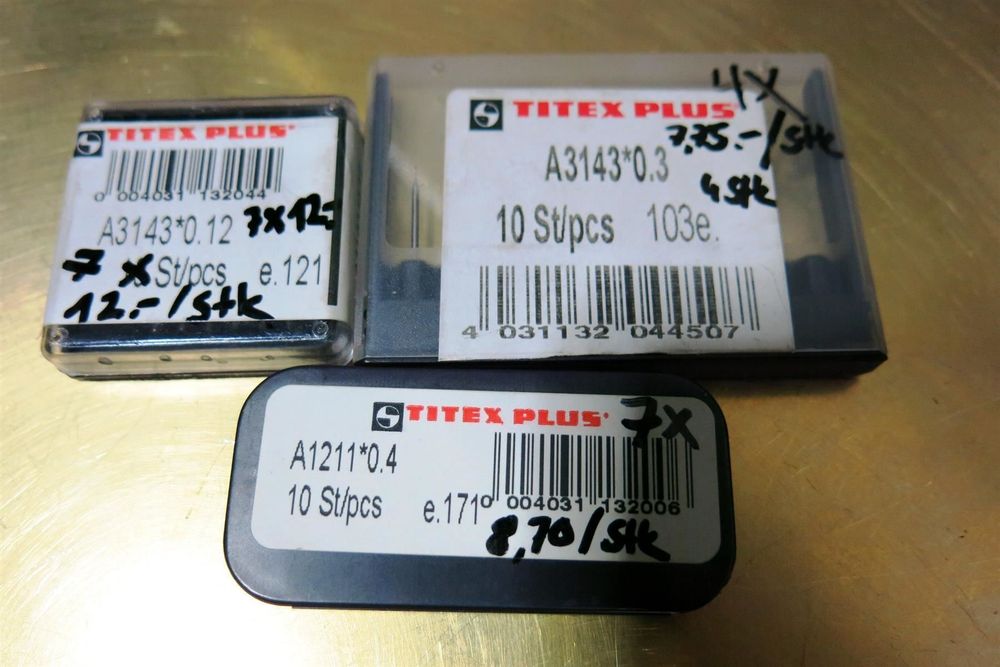 TITEX PLUS
0 004031 132044
A3143*0.12 7x12.-
7 x St/pcs e.121
12.-/Stk
4x
TITEX PLUS
7,75.-/Stk
A3143*0.3
4 Stk
10 St/pcs 103e.
4 031132 044507
TITEX PLUS 7x
A1211*0.4
10 St/pcs e.171
0 004031 132006
8,70/Stk